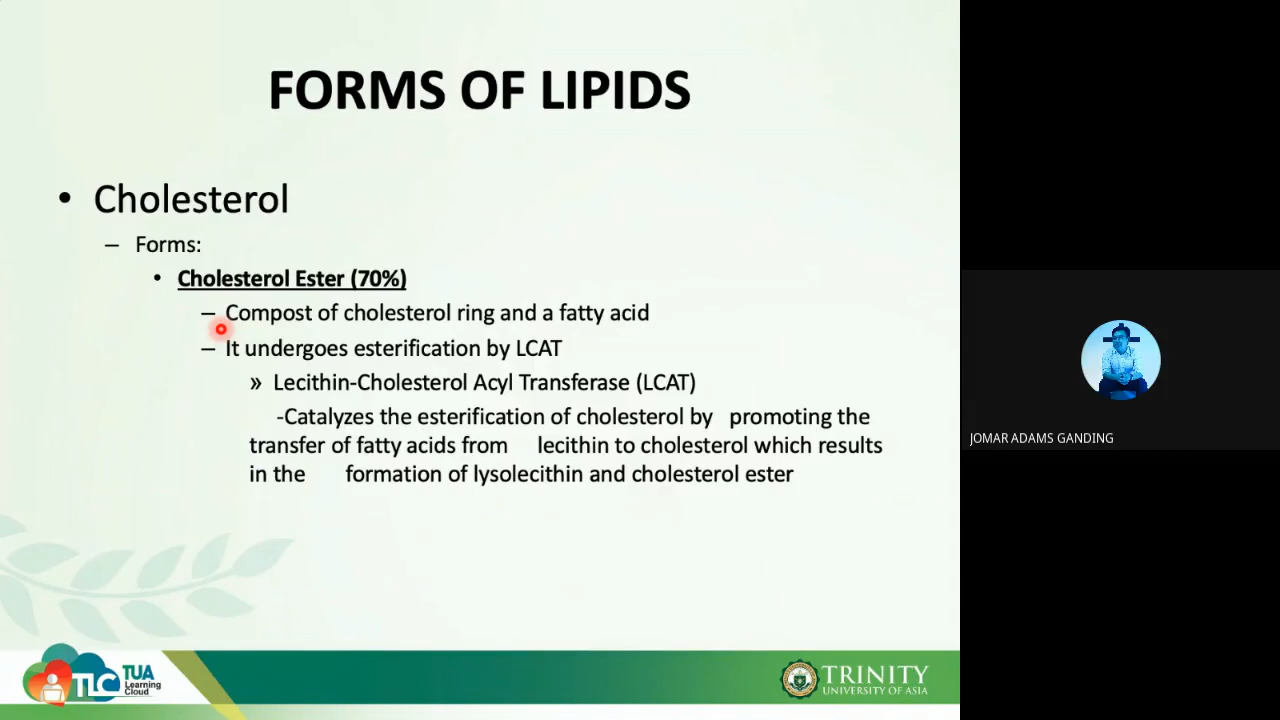 FORMS OF LIPIDS
• Cholesterol
– Forms:
• Cholesterol Ester (70%)
– Compost of cholesterol ring and a fatty acid
– It undergoes esterification by LCAT
» Lecithin-Cholesterol Acyl Transferase (LCAT)
-Catalyzes the esterification of cholesterol by promoting the
transfer of fatty acids from lecithin to cholesterol which results
in the formation of lysolecithin and cholesterol ester
JOMAR ADAMS GANDING
TLC TUA
Learning
Cloud
TRINITY
UNIVERSITY OF ASIA